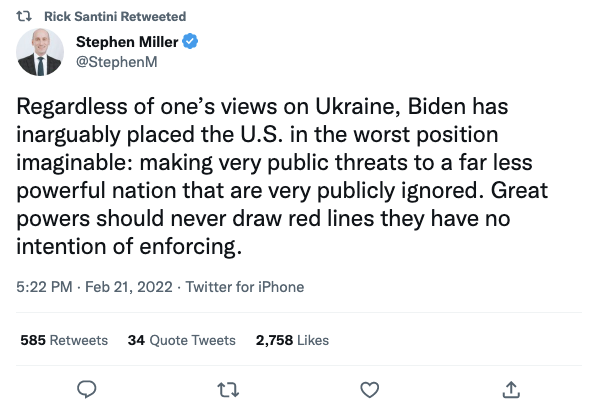 Rick Santini Retweeted
Stephen Miller
@StephenM
Regardless of one’s views on Ukraine, Biden has
inarguably placed the U.S. in the worst position
imaginable: making very public threats to a far less
powerful nation that are very publicly ignored. Great
powers should never draw red lines they have no
intention of enforcing.
5:22 PM · Feb 21, 2022 · Twitter for iPhone
585 Retweets 34 Quote Tweets 2,758 Likes